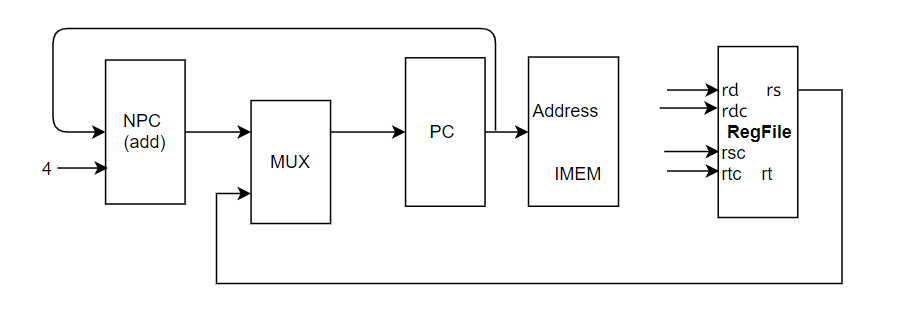 NPC
(add)
4
MUX
PC
Address
IMEM
rd rs
rdc
RegFile
rsc
rtc rt